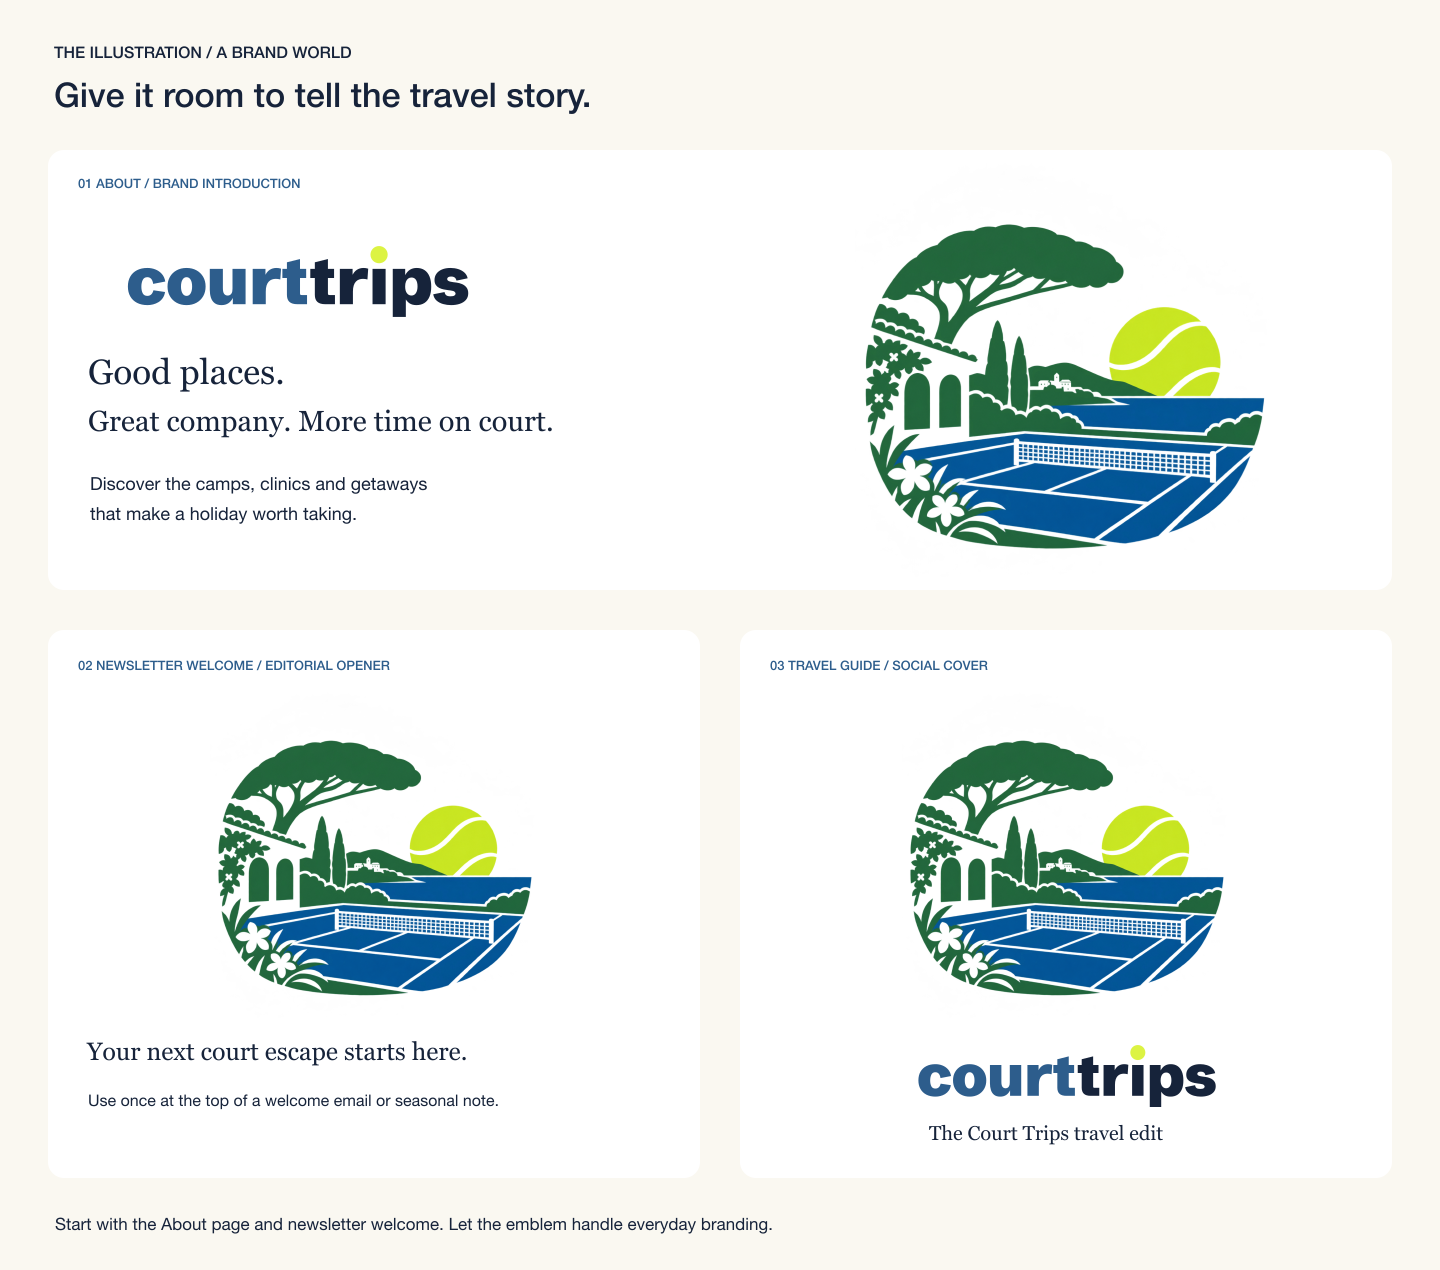 THE ILLUSTRATION / A BRAND WORLD
Give it room to tell the travel story.
01 ABOUT / BRAND INTRODUCTION
courttrips
Good places.
Great company. More time on court.
Discover the camps, clinics and getaways
that make a holiday worth taking.
02 NEWSLETTER WELCOME / EDITORIAL OPENER
Your next court escape starts here.
Use once at the top of a welcome email or seasonal note.
03 TRAVEL GUIDE / SOCIAL COVER
courttrips
The Court Trips travel edit
Start with the About page and newsletter welcome. Let the emblem handle everyday branding.